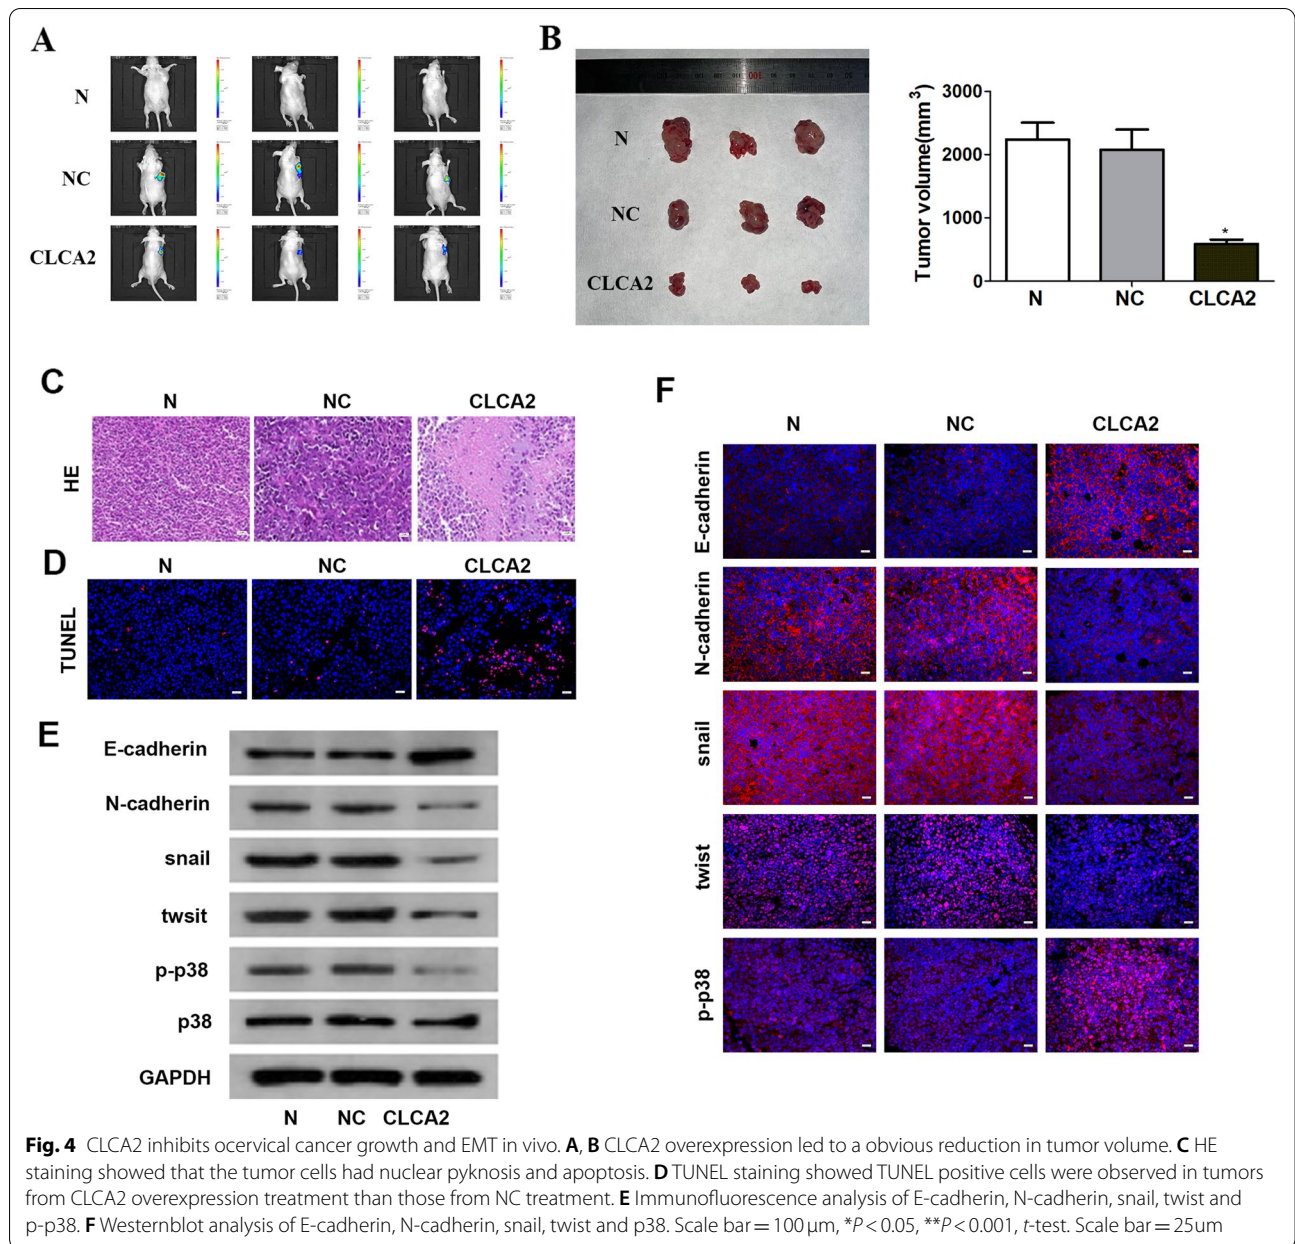 A
N
NC
CLCA2
B
100
N
NC
CLCA2
Tumor volume(mm³)
3000
2000
1000
0
*
N NC CLCA2
C
N NC CLCA2
HE
D
N NC CLCA2
TUNEL
E
E-cadherin
N-cadherin
snail
twsit
p-p38
p38
GAPDH
N NC CLCA2
F
N NC CLCA2
E-cadherin
N-cadherin
snail
twist
p-p38
Fig. 4 CLCA2 inhibits ocervical cancer growth and EMT in vivo. A, B CLCA2 overexpression led to a obvious reduction in tumor volume. C HE
staining showed that the tumor cells had nuclear pyknosis and apoptosis. D TUNEL staining showed TUNEL positive cells were observed in tumors
from CLCA2 overexpression treatment than those from NC treatment. E Immunofluorescence analysis of E-cadherin, N-cadherin, snail, twist and
p-p38. F Westernblot analysis of E-cadherin, N-cadherin, snail, twist and p38. Scale bar = 100 μm, *P < 0.05, **P < 0.001, t-test. Scale bar = 25um